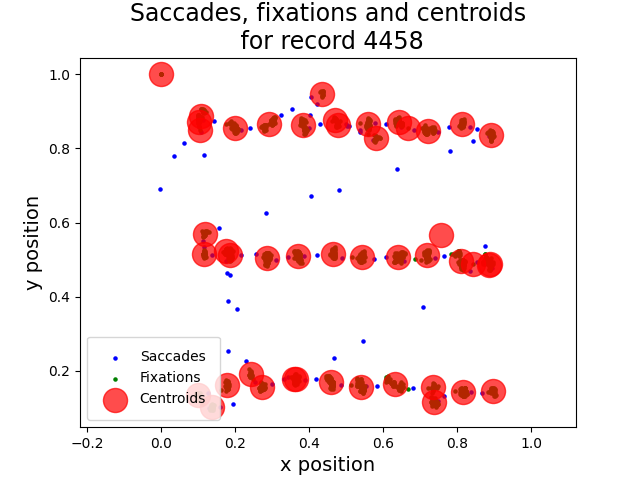 Saccades, fixations and centroids
for record 4458
y position
1.0
0.8
0.6
0.4
0.2
Saccades
Fixations
Centroids
−0.2
0.0
0.2
0.4
0.6
0.8
1.0
x position